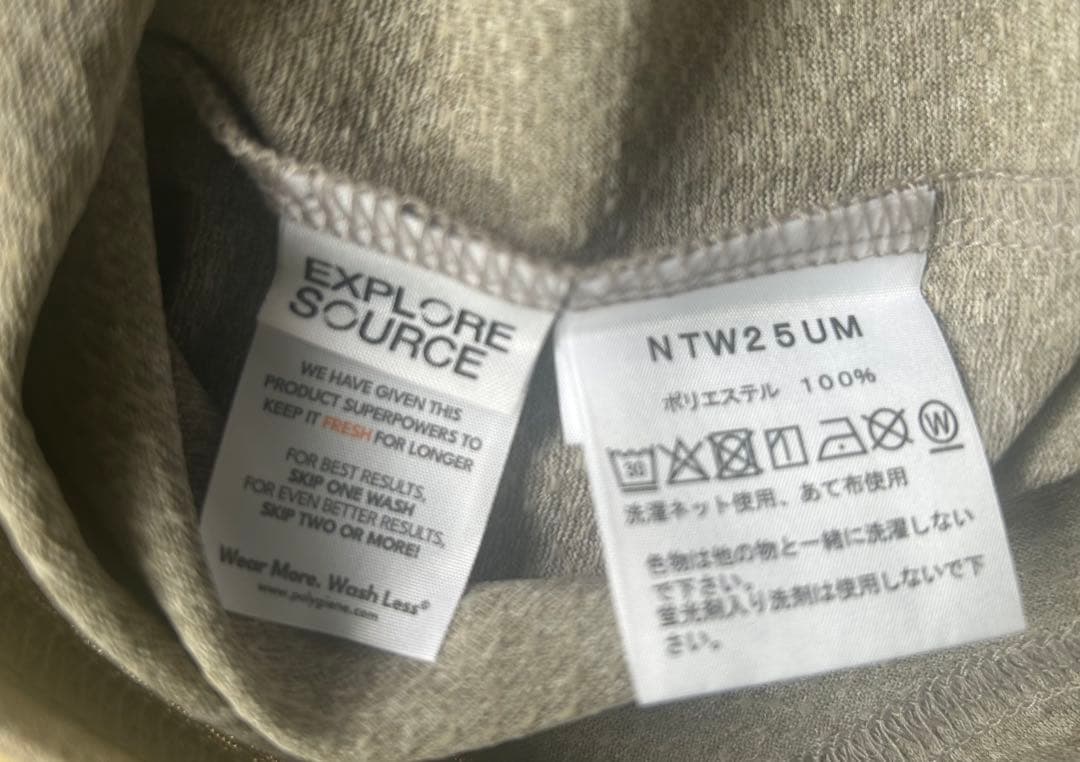 EXPLORE
SOURCE
WE HAVE GIVEN THIS
PRODUCT SUPERPOWERS TO
KEEP IT FRESH FOR LONGER
FOR BEST RESULTS,
SKIP ONE WASH
FOR EVEN BETTER RESULTS,
SKIP TWO OR MORE!
Wear More. Wash Less®
www.polygiene.com
NTW25UM
ポリエステル 100%
30
W
洗濯ネット使用、あて布使用
色物は他の物と一緒に洗濯しない
で下さい。
蛍光剤入り洗剤は使用しないで下
さい。